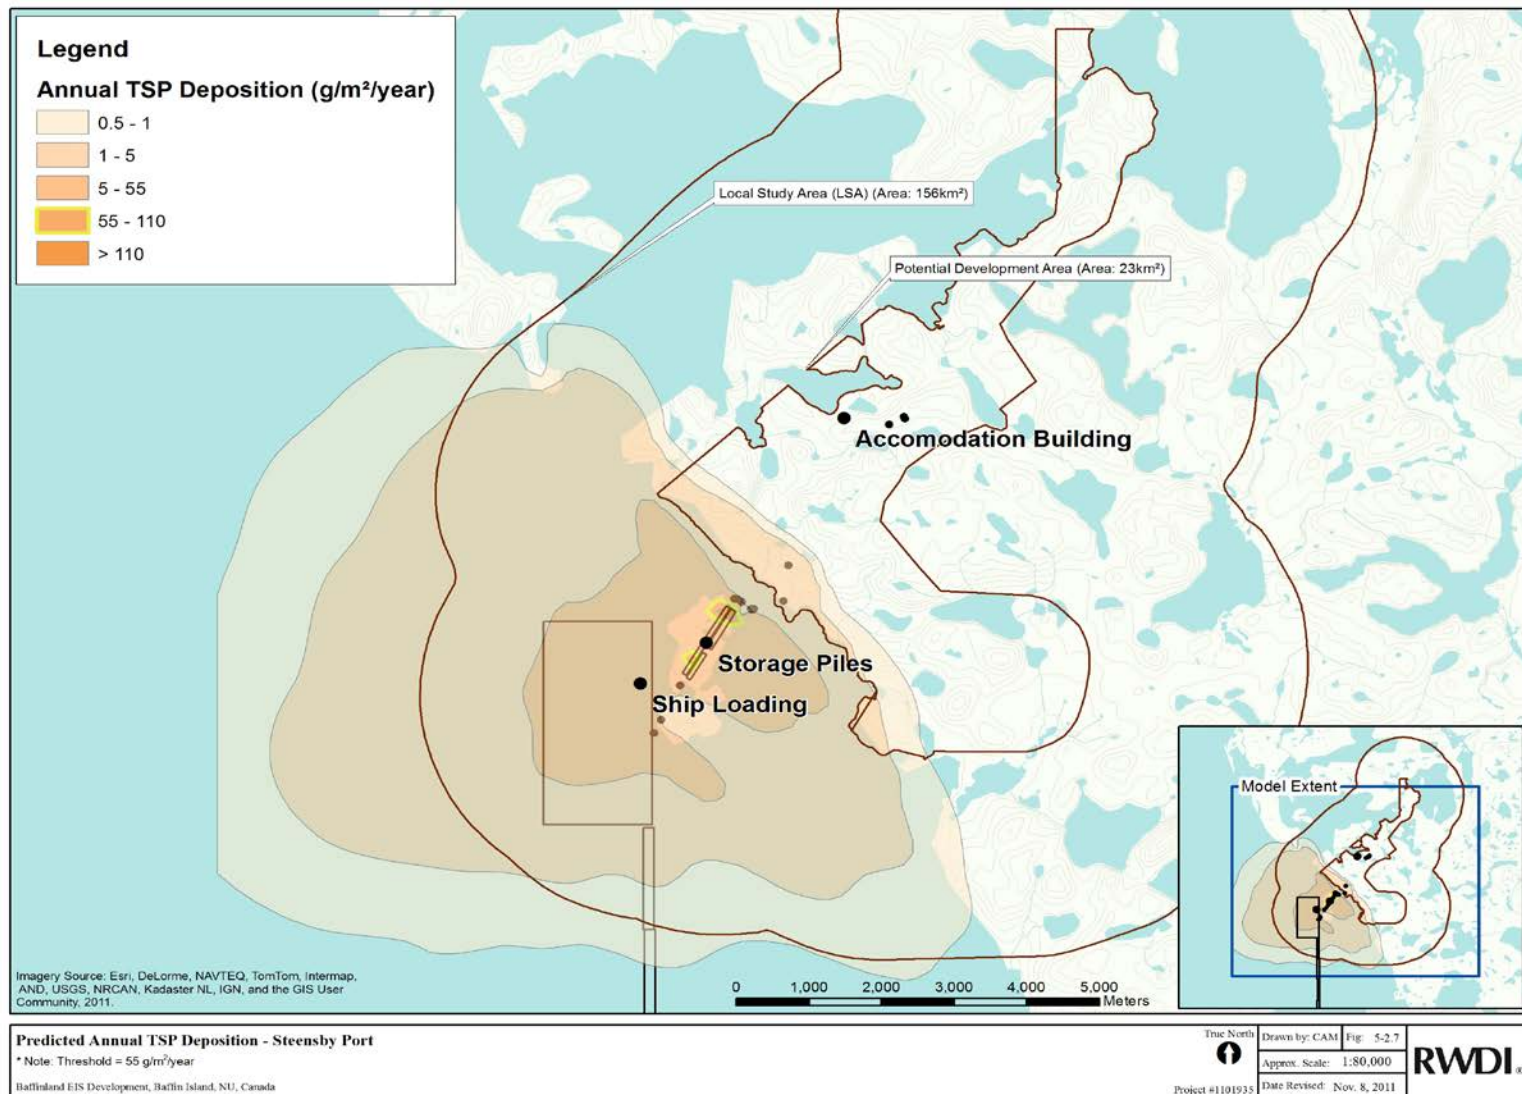 Legend
Annual TSP Deposition (g/m²/year)
0.5 - 1
1 - 5
5 - 55
55 - 110
> 110
Local Study Area (LSA) (Area: 156km²)
Potential Development Area (Area: 23km²)
Accomodation Building
Storage Piles
Ship Loading
Model Extent
Imagery Source: Esri, DeLorme, NAVTEQ, TomTom, Intermap,
AND, USGS, NRCAN, Kadaster NL, IGN, and the GIS User
Community, 2011.
0 1,000 2,000 3,000 4,000 5,000
Meters
Predicted Annual TSP Deposition - Steensby Port
* Note: Threshold = 55 g/m²/year
Baffinland EIS Development, Baffin Island, NU, Canada
True North
Project #1101935
Drawn by: CAM Fig: 5-2.7
Approx. Scale: 1:80,000
Date Revised: Nov. 8, 2011
RWDI®